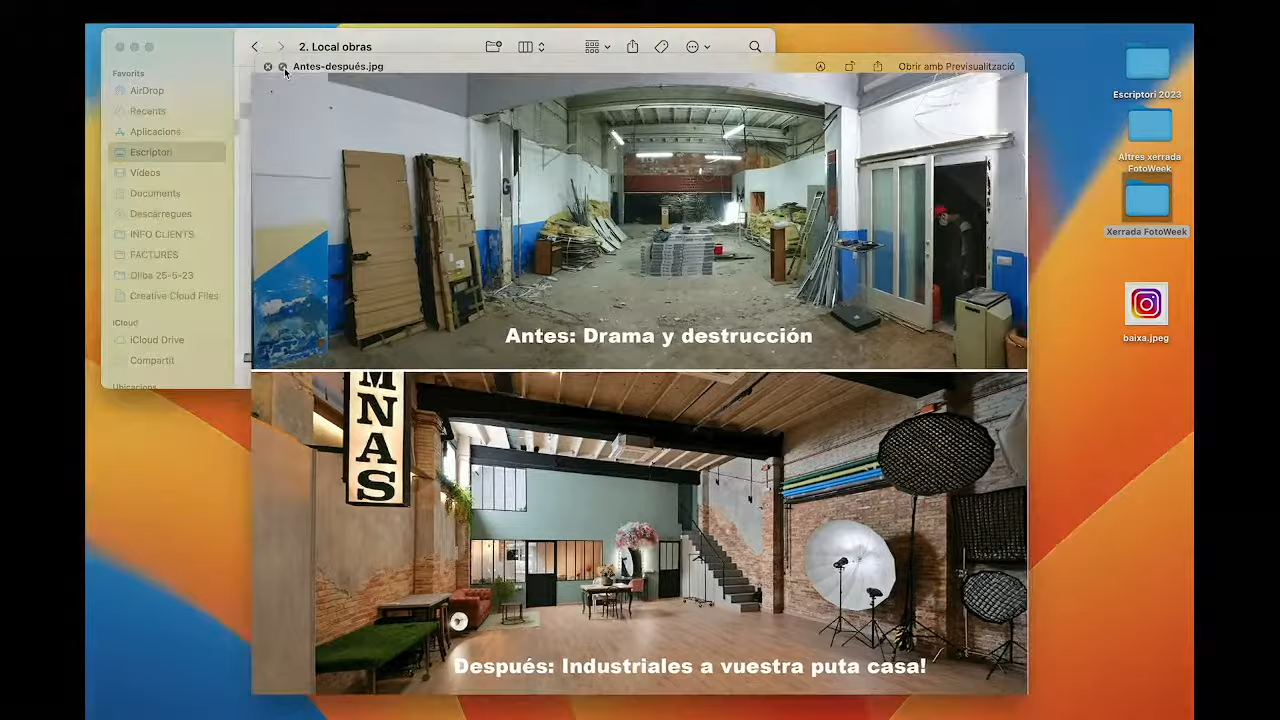 2. Local obras
Antes-después.jpg
Obrir amb Previsualització
Favorits
AirDrop
Recents
Aplicacions
Escriptori
Vídeos
Documents
Descàrregues
INFO CLIENTS
FACTURES
Oliba 25-5-23
Creative Cloud Files
iCloud
iCloud Drive
Compartit
Ubicacions
G
Antes: Drama y destrucción
MNAS
Después: Industriales a vuestra puta casa!
Escriptori 2023
Altres xerrada
FotoWeek
Xerrada FotoWeek
baixa.jpeg